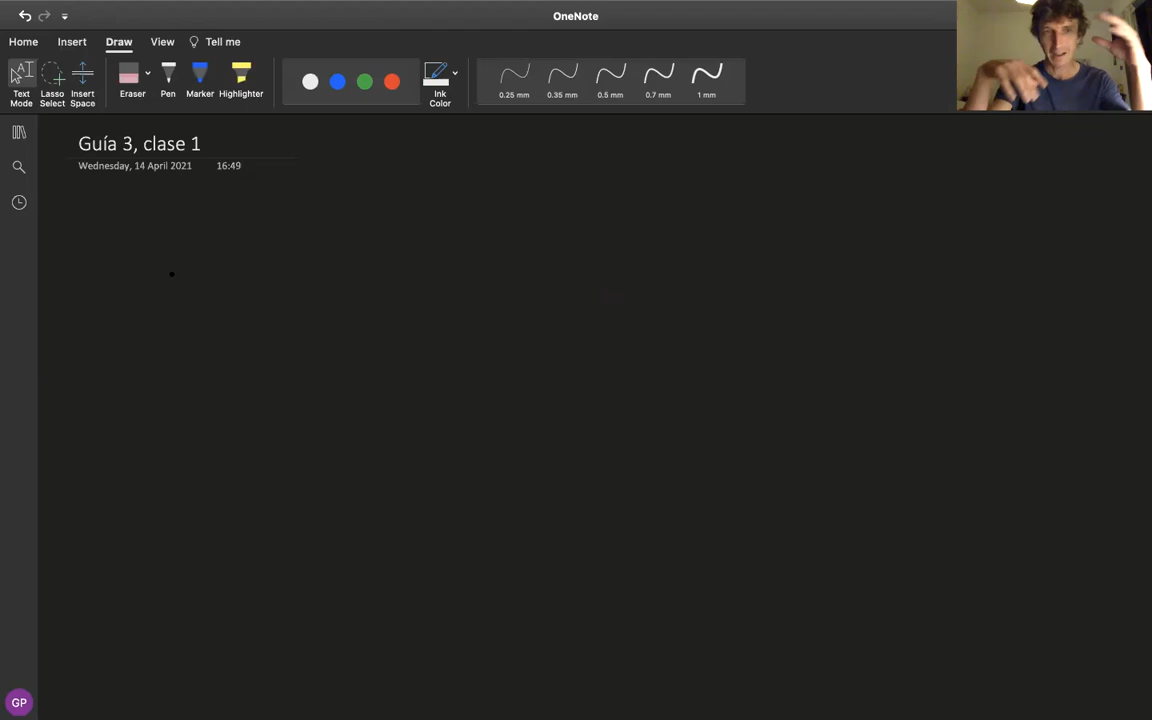 OneNote
Home Insert Draw View Tell me
A
Text Mode
Lasso Select
Insert Space
Eraser
Pen
Marker
Highlighter
Ink Color
0.25 mm
0.35 mm
0.5 mm
0.7 mm
1 mm
Guía 3, clase 1
Wednesday, 14 April 2021 16:49
GP